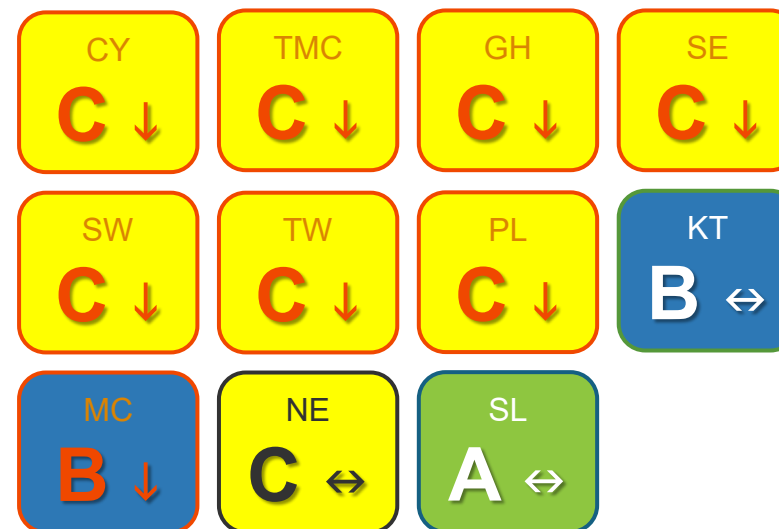 CY TMC GH SE
C ↓ C ↓ C ↓ C ↓
SW TW PL KT
C ↓ C ↓ C ↓ B ↔
MC NE SL
B ↓ C ↔ A ↔